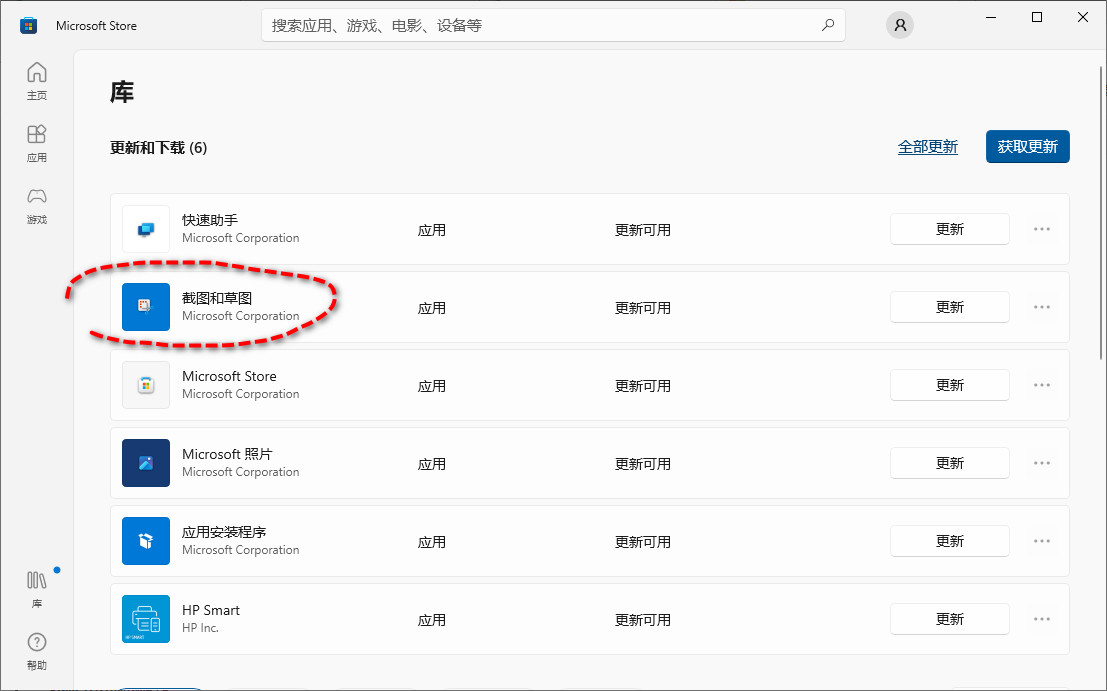 Microsoft Store
搜索应用、游戏、电影、设备等
主页
应用
游戏
库
更新和下载 (6)
全部更新
获取更新
快速助手
Microsoft Corporation
应用
更新可用
更新
截图和草图
Microsoft Corporation
应用
更新可用
更新
Microsoft Store
Microsoft Corporation
应用
更新可用
更新
Microsoft 照片
Microsoft Corporation
应用
更新可用
更新
应用安装程序
Microsoft Corporation
应用
更新可用
更新
HP SMART
HP Smart
HP Inc.
应用
更新可用
更新
库
帮助